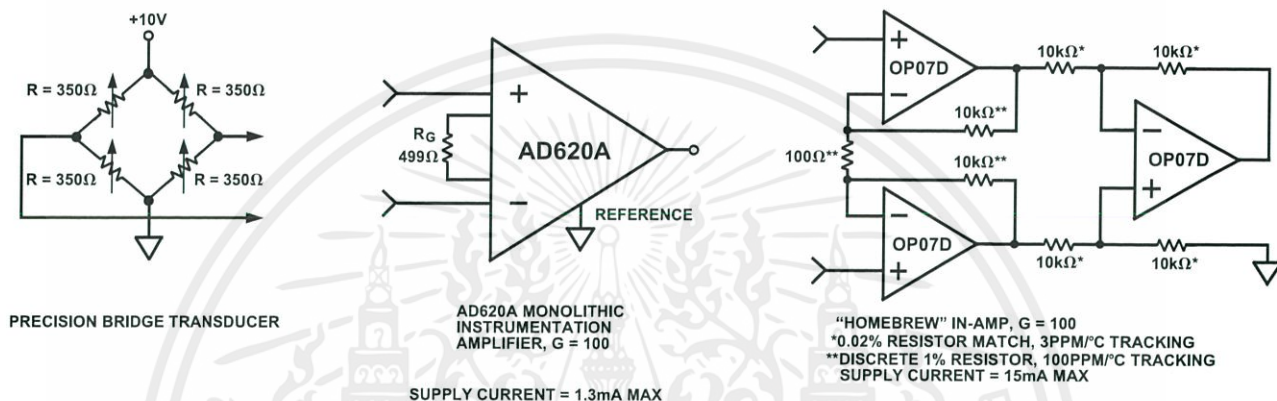 +10V
R = 350Ω
R = 350Ω
R = 350Ω
R = 350Ω
PRECISION BRIDGE TRANSDUCER
+
RG
499Ω
AD620A
−
REFERENCE
AD620A MONOLITHIC
INSTRUMENTATION
AMPLIFIER, G = 100
SUPPLY CURRENT = 1.3mA MAX
+
OP07D
−
10kΩ*
10kΩ*
10kΩ**
100Ω**
10kΩ**
−
OP07D
+
−
OP07D
+
10kΩ*
10kΩ*
"HOMEBREW" IN-AMP, G = 100
*0.02% RESISTOR MATCH, 3PPM/°C TRACKING
**DISCRETE 1% RESISTOR, 100PPM/°C TRACKING
SUPPLY CURRENT = 15mA MAX